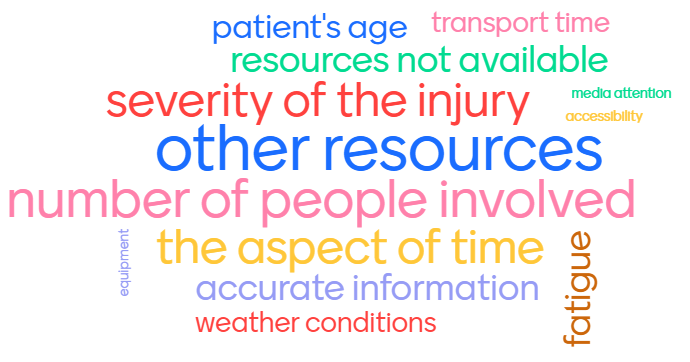 patient's age
transport time
resources not available
severity of the injury
media attention
accessibility
other resources
number of people involved
the aspect of time
equipment
fatigue
accurate information
weather conditions